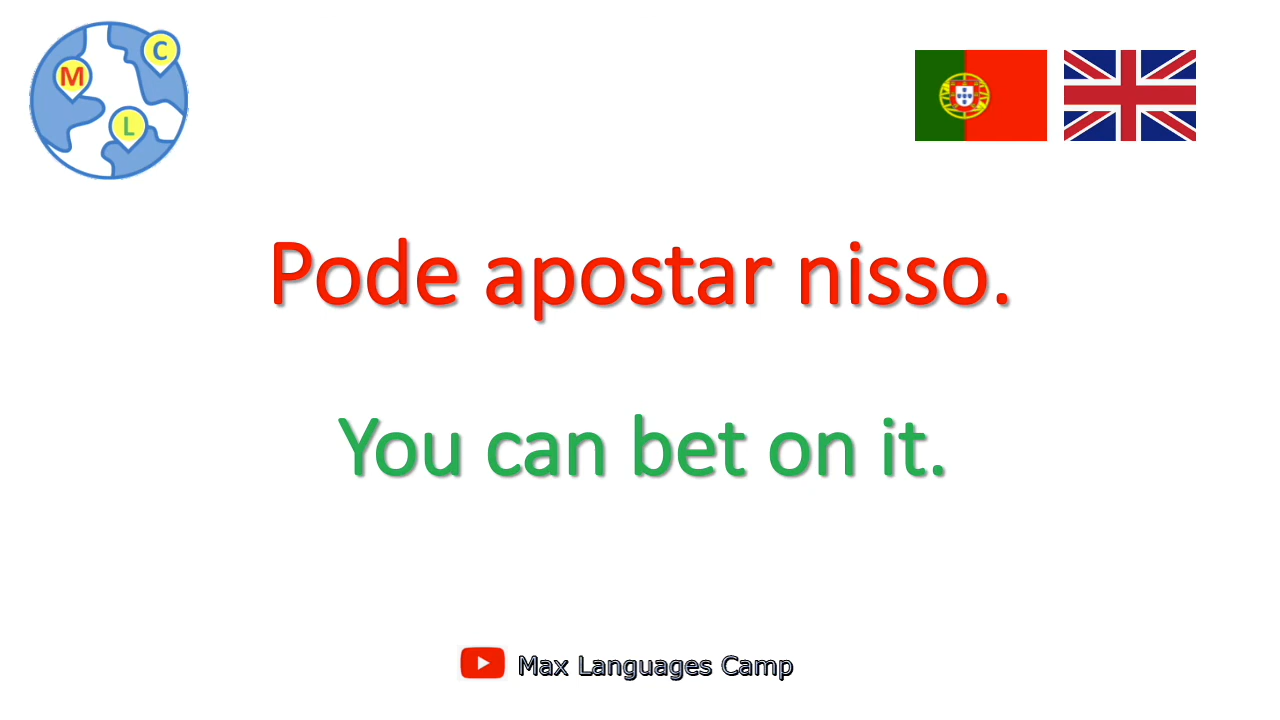 M
C
L
Pode apostar nisso.
You can bet on it.
Max Languages Camp